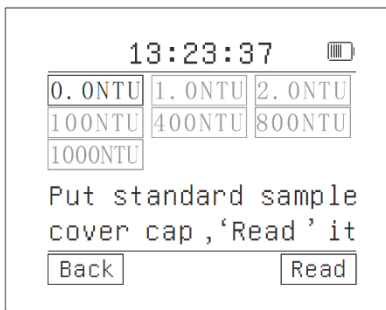 13:23:37
0.0NTU 1.0NTU 2.0NTU
100NTU 400NTU 800NTU
1000NTU
Put standard sample
cover cap ,‘Read ’ it
Back Read